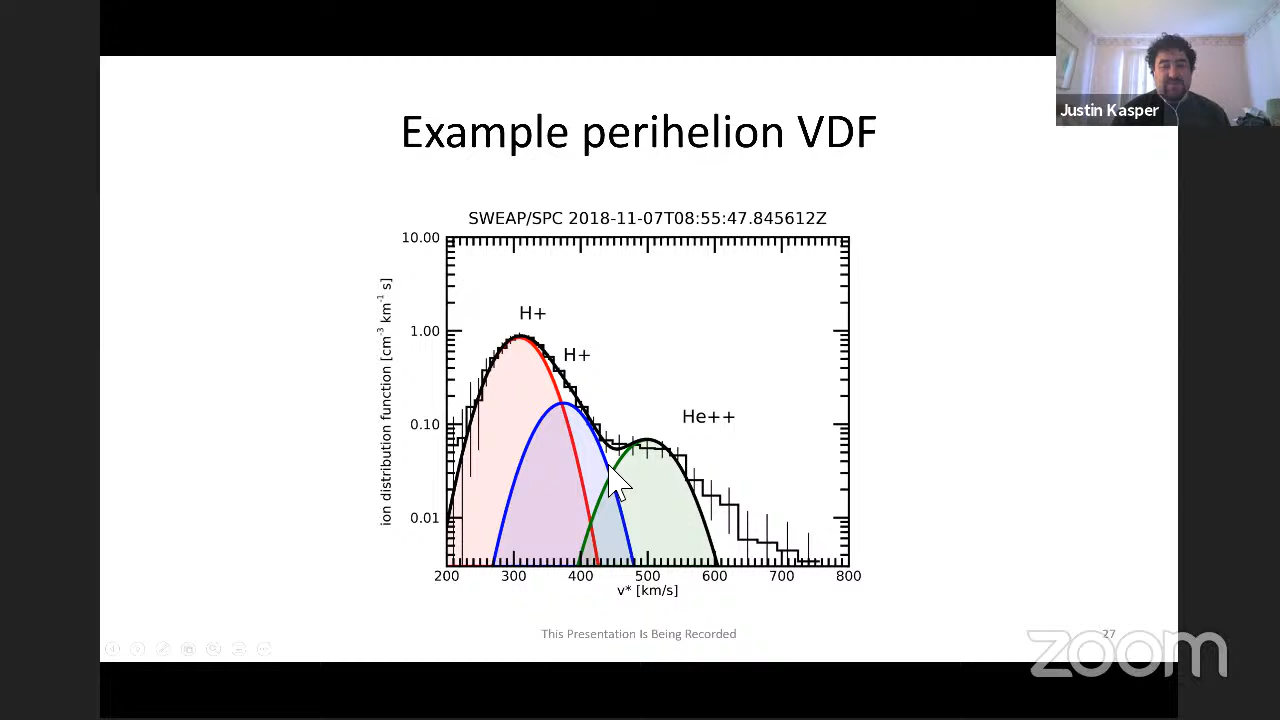 Justin Kasper
Example perihelion VDF
SWEAP/SPC 2018-11-07T08:55:47.845612Z
10.00
1.00
0.10
0.01
ion distribution function [cm⁻³ km⁻¹ s]
H+
H+
He++
200 300 400 500 600 700 800
v* [km/s]
This Presentation Is Being Recorded
27
zoom